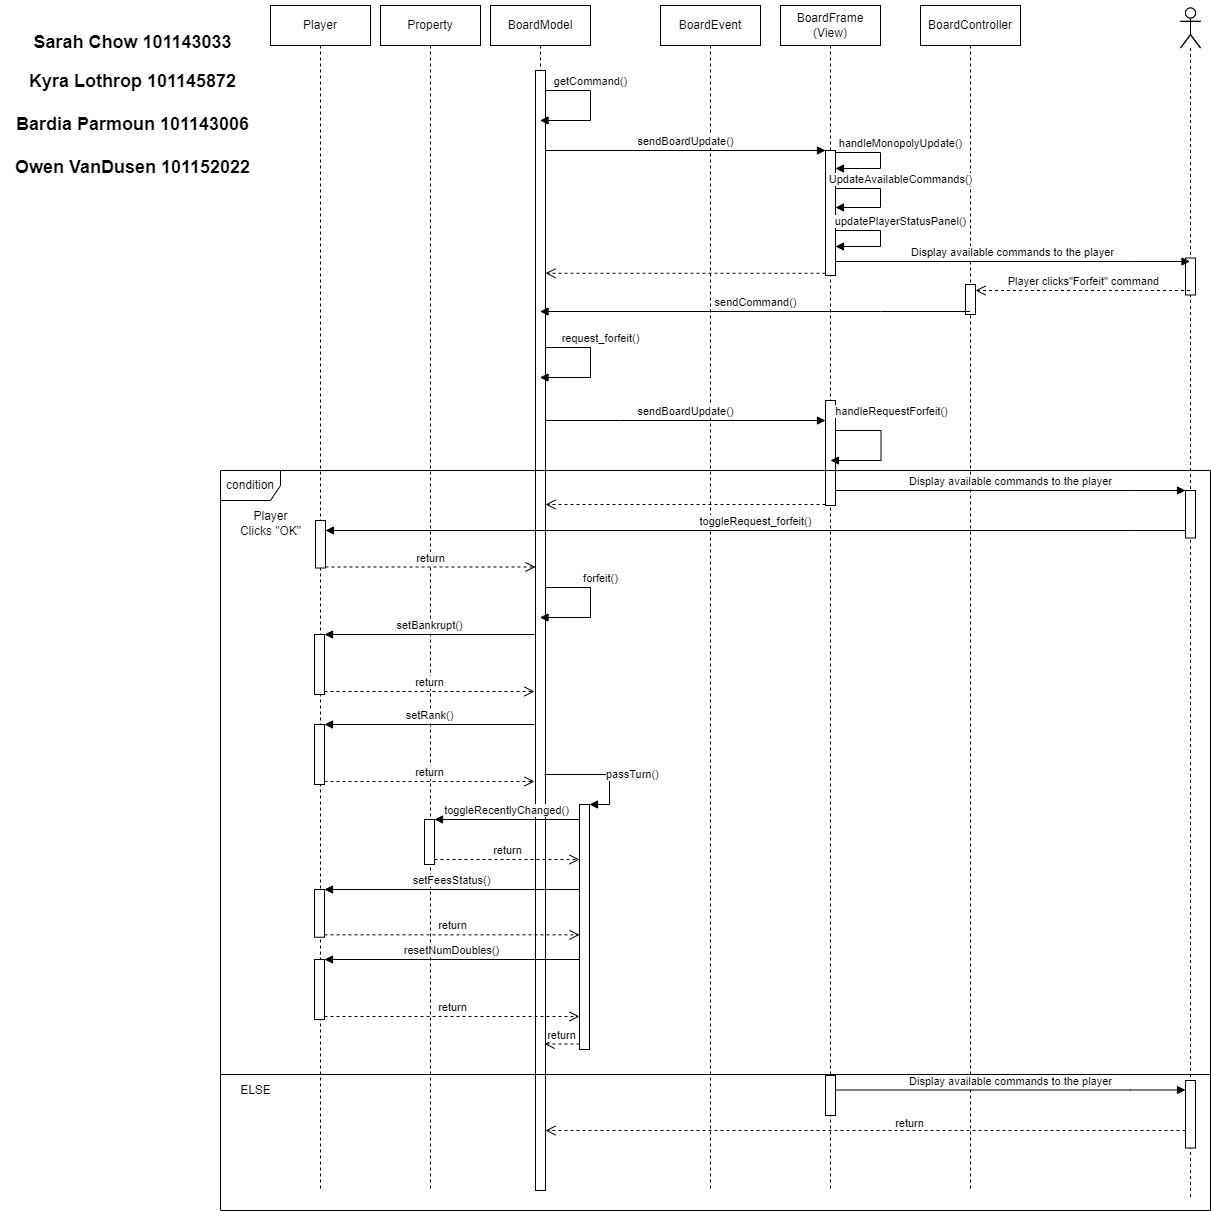 Player
Property
BoardModel
BoardEvent
BoardFrame
(View)
BoardController
Sarah Chow 101143033
Kyra Lothrop 101145872
Bardia Parmoun 101143006
Owen VanDusen 101152022
getCommand()
sendBoardUpdate()
handleMonopolyUpdate()
UpdateAvailableCommands()
updatePlayerStatusPanel()
Display available commands to the player
Player clicks"Forfeit" command
sendCommand()
request_forfeit()
sendBoardUpdate()
handleRequestForfeit()
condition
Display available commands to the player
Player
Clicks "OK"
toggleRequest_forfeit()
return
forfeit()
setBankrupt()
return
setRank()
return
passTurn()
toggleRecentlyChanged()
return
setFeesStatus()
return
resetNumDoubles()
return
return
ELSE
Display available commands to the player
return